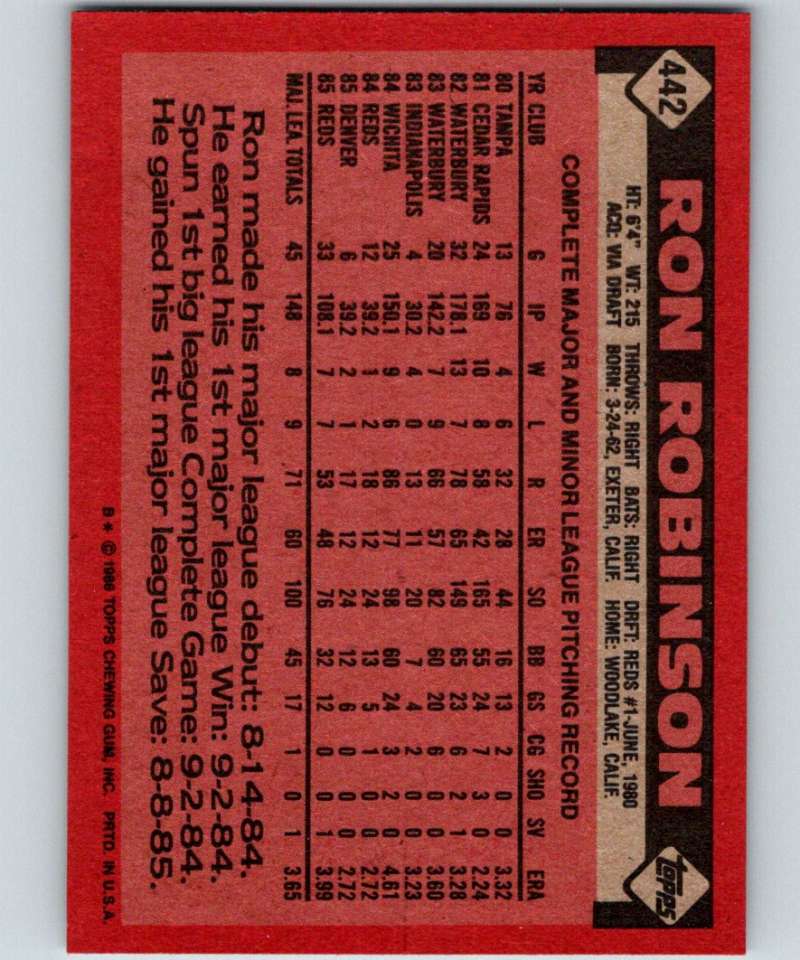 442 RON ROBINSON topps
HT: 6'4" WT: 215 THROWS: RIGHT BATS: RIGHT DRFT: REDS #1-JUNE, 1980
ACQ: VIA DRAFT BORN: 3-24-62, EXETER, CALIF. HOME: WOODLAKE, CALIF.
COMPLETE MAJOR AND MINOR LEAGUE PITCHING RECORD
YR CLUB G IP W L R ER SO BB GS CG SHO SV ERA
80 TAMPA 13 76 4 6 32 28 44 16 13 2 0 0 3.32
81 CEDAR RAPIDS 24 169 10 8 58 42 165 55 24 7 3 0 2.24
82 WATERBURY 32 178.1 13 7 78 65 149 65 23 6 2 1 3.28
83 WATERBURY 20 142.2 7 9 66 57 82 60 20 6 0 0 3.60
83 INDIANAPOLIS 4 30.2 4 0 13 11 20 7 4 2 0 0 3.23
84 WICHITA 25 150.1 9 6 86 77 98 60 24 3 2 0 4.61
84 REDS 12 39.2 1 2 18 12 24 13 5 1 0 0 2.72
85 DENVER 6 39.2 2 1 17 12 24 12 6 0 0 0 2.72
85 REDS 33 108.1 7 7 53 48 76 32 12 0 0 1 3.99
MAJ. LEA. TOTALS 45 148 8 9 71 60 100 45 17 1 0 1 3.65
Ron made his major league debut: 8-14-84.
He earned his 1st major league Win: 9-2-84.
Spun 1st big league Complete Game: 9-2-84.
He gained his 1st major league Save: 8-8-85.
B* © 1986 TOPPS CHEWING GUM, INC. PRTD. IN U.S.A.